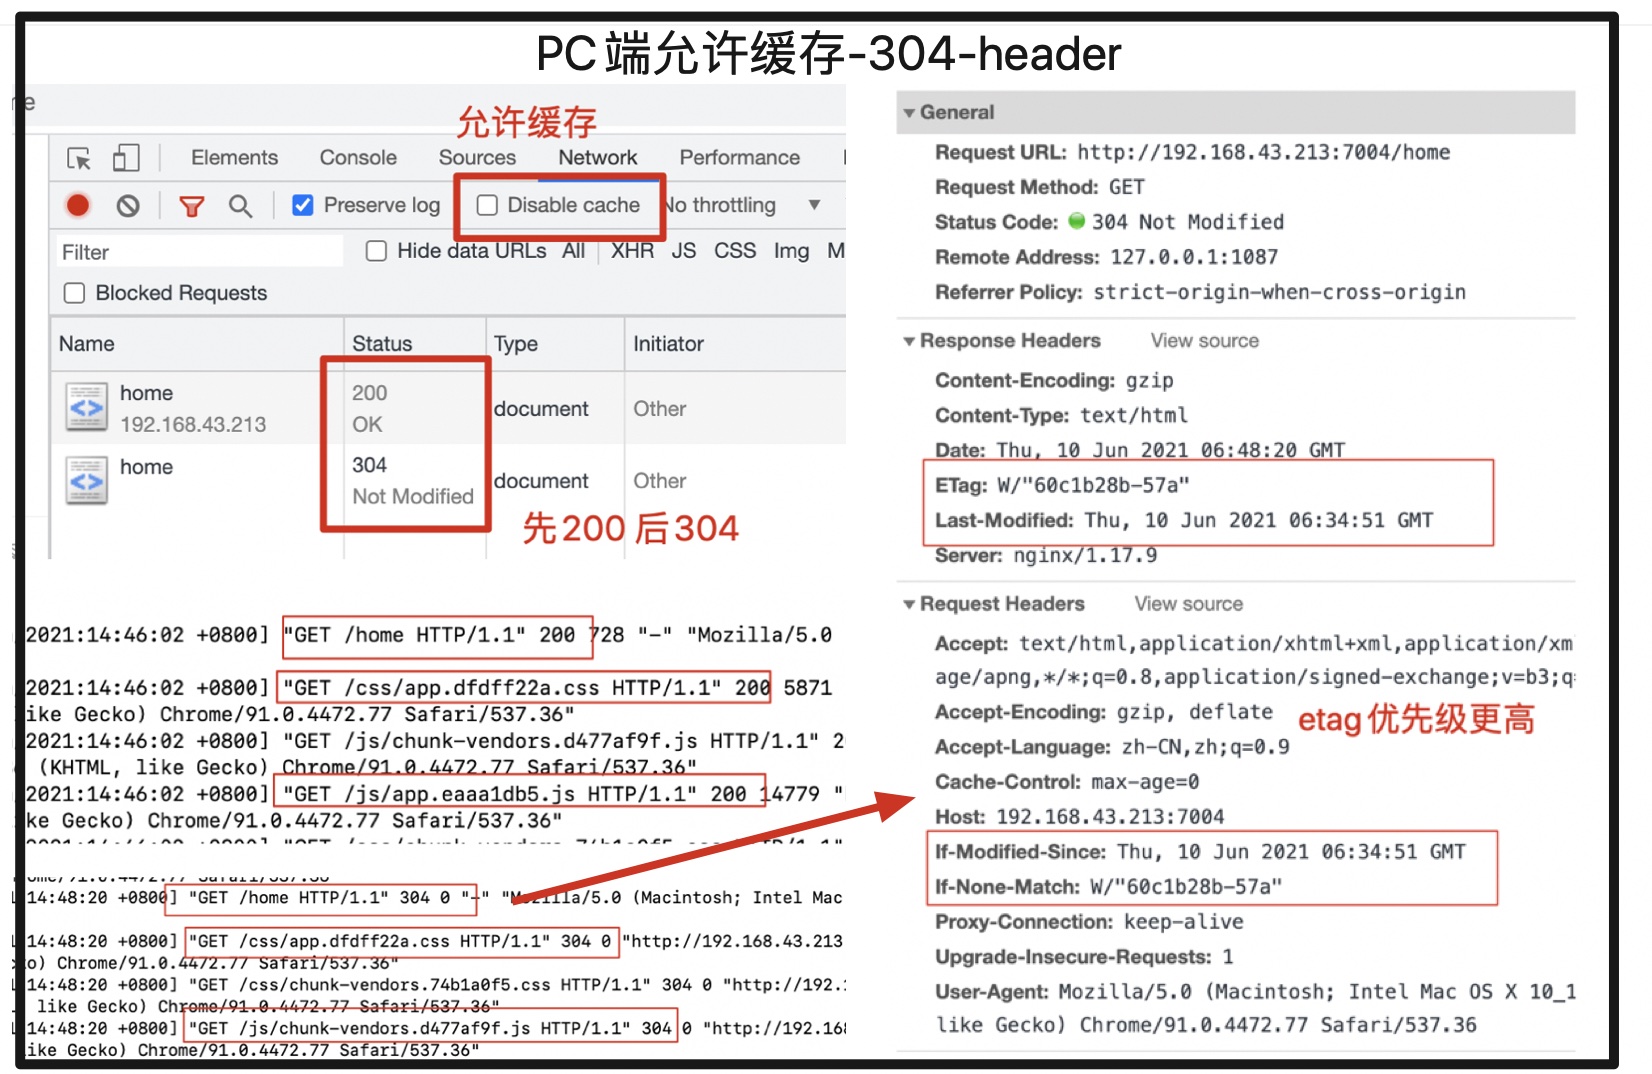 PC端允许缓存-304-header
允许缓存
Elements Console Sources Network Performance
Preserve log Disable cache No throttling
Filter Hide data URLs All XHR JS CSS Img M
Blocked Requests
Name Status Type Initiator
home 200 document Other
192.168.43.213 OK
home 304 document Other
Not Modified
先200 后304
2021:14:46:02 +0800] "GET /home HTTP/1.1" 200 728 "-" "Mozilla/5.0
2021:14:46:02 +0800] "GET /css/app.dfdff22a.css HTTP/1.1" 200 5871
ike Gecko) Chrome/91.0.4472.77 Safari/537.36"
2021:14:46:02 +0800] "GET /js/chunk-vendors.d477af9f.js HTTP/1.1" 2
(KHTML, like Gecko) Chrome/91.0.4472.77 Safari/537.36"
2021:14:46:02 +0800] "GET /js/app.eaaa1db5.js HTTP/1.1" 200 14779 "
ke Gecko) Chrome/91.0.4472.77 Safari/537.36"
14:48:20 +0800] "GET /home HTTP/1.1" 304 0 "-" "Mozilla/5.0 (Macintosh; Intel Mac
14:48:20 +0800] "GET /css/app.dfdff22a.css HTTP/1.1" 304 0 "http://192.168.43.213
ko) Chrome/91.0.4472.77 Safari/537.36"
14:48:20 +0800] "GET /css/chunk-vendors.74b1a0f5.css HTTP/1.1" 304 0 "http://192.
like Gecko) Chrome/91.0.4472.77 Safari/537.36"
14:48:20 +0800] "GET /js/chunk-vendors.d477af9f.js HTTP/1.1" 304 0 "http://192.16
ike Gecko) Chrome/91.0.4472.77 Safari/537.36"
General
Request URL: http://192.168.43.213:7004/home
Request Method: GET
Status Code: 304 Not Modified
Remote Address: 127.0.0.1:1087
Referrer Policy: strict-origin-when-cross-origin
Response Headers View source
Content-Encoding: gzip
Content-Type: text/html
Date: Thu, 10 Jun 2021 06:48:20 GMT
ETag: W/"60c1b28b-57a"
Last-Modified: Thu, 10 Jun 2021 06:34:51 GMT
Server: nginx/1.17.9
Request Headers View source
Accept: text/html,application/xhtml+xml,application/xm
age/apng,*/*;q=0.8,application/signed-exchange;v=b3;q=
Accept-Encoding: gzip, deflate
etag优先级更高
Accept-Language: zh-CN,zh;q=0.9
Cache-Control: max-age=0
Host: 192.168.43.213:7004
If-Modified-Since: Thu, 10 Jun 2021 06:34:51 GMT
If-None-Match: W/"60c1b28b-57a"
Proxy-Connection: keep-alive
Upgrade-Insecure-Requests: 1
User-Agent: Mozilla/5.0 (Macintosh; Intel Mac OS X 10_1
like Gecko) Chrome/91.0.4472.77 Safari/537.36